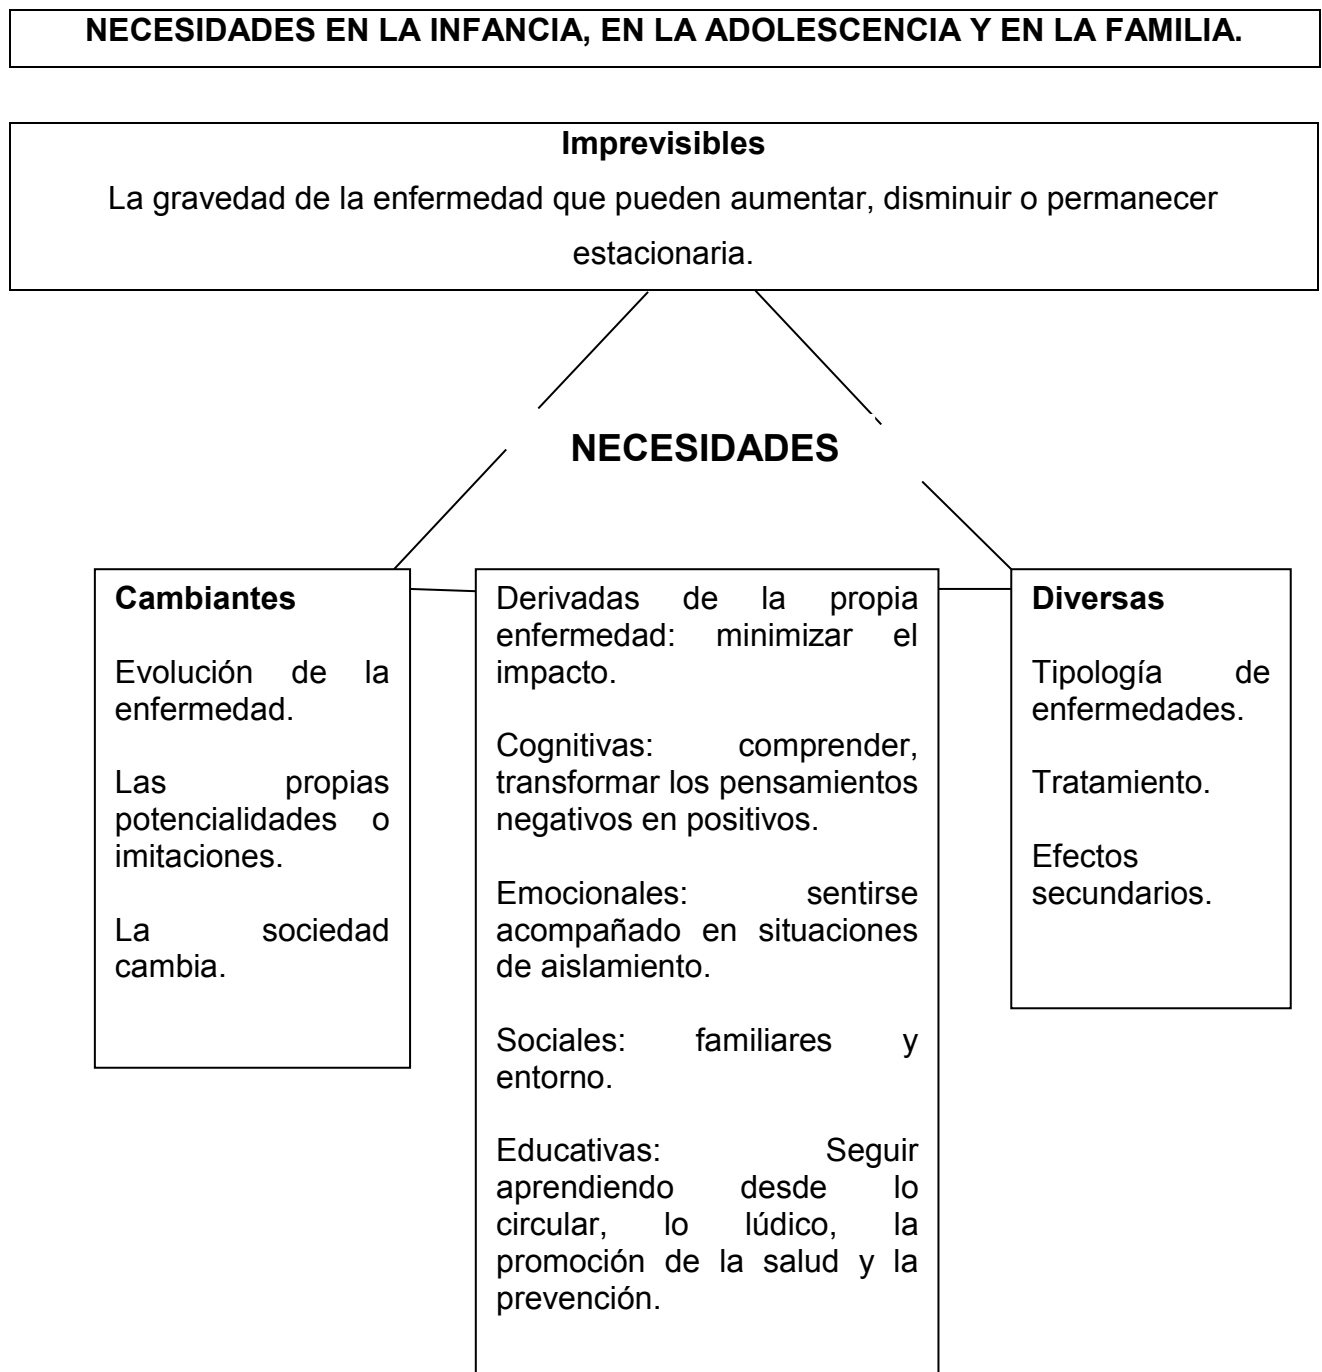 NECESIDADES EN LA INFANCIA, EN LA ADOLESCENCIA Y EN LA FAMILIA.
Imprevisibles
La gravedad de la enfermedad que pueden aumentar, disminuir o permanecer
estacionaria.
NECESIDADES
Cambiantes
Evolución de la
enfermedad.
Las propias
potencialidades o
imitaciones.
La sociedad
cambia.
Derivadas de la propia
enfermedad: minimizar el
impacto.
Cognitivas: comprender,
transformar los pensamientos
negativos en positivos.
Emocionales: sentirse
acompañado en situaciones
de aislamiento.
Sociales: familiares y
entorno.
Educativas: Seguir
aprendiendo desde lo
circular, lo lúdico, la
promoción de la salud y la
prevención.
Diversas
Tipología de
enfermedades.
Tratamiento.
Efectos
secundarios.